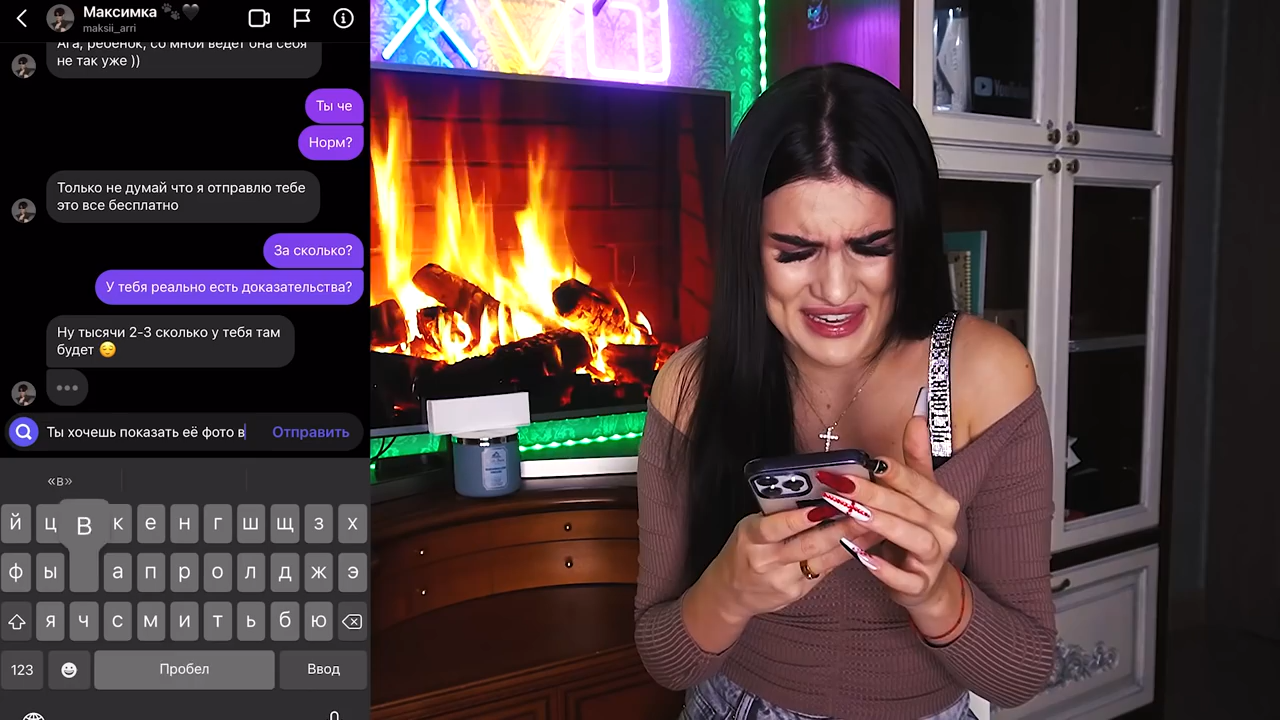 Максимка 🐾🖤
maksii_arri
Ага, ребёнок, со мной ведет она себя
не так уже ))
Ты че
Норм?
Только не думай что я отправлю тебе
это все бесплатно
За сколько?
У тебя реально есть доказательства?
Ну тысячи 2-3 сколько у тебя там
будет 😌
Ты хочешь показать её фото в
Отправить
«в»
й ц В к е н г ш щ з х
ф ы а п р о л д ж э
я ч с м и т ь б ю
123 Пробел Ввод
YouTube
VICTORIA'S